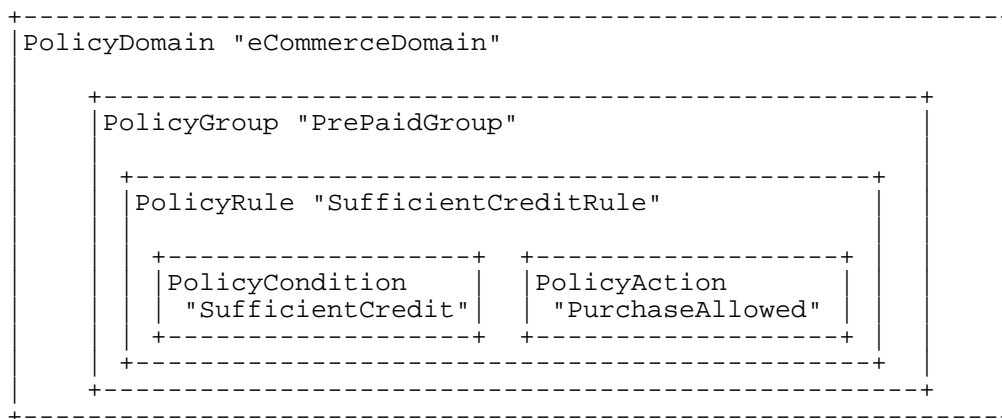 PolicyDomain "eCommerceDomain"
PolicyGroup "PrePaidGroup"
PolicyRule "SufficientCreditRule"
PolicyCondition PolicyAction
"SufficientCredit" "PurchaseAllowed"